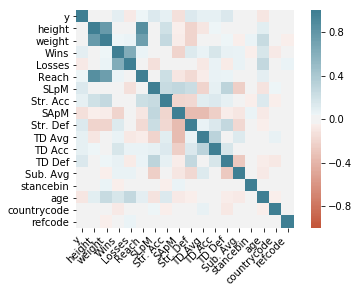 y
height
weight
Wins
Losses
Reach
SLpM
Str. Acc
SApM
Str. Def
TD Avg
TD Acc
TD Def
Sub. Avg
stancebin
age
countrycode
refcode
y
height
weight
Wins
Losses
Reach
SLpM
Str. Acc
SApM
Str. Def
TD Avg
TD Acc
TD Def
Sub. Avg
stancebin
age
countrycode
refcode
0.8
0.4
0.0
−0.4
−0.8